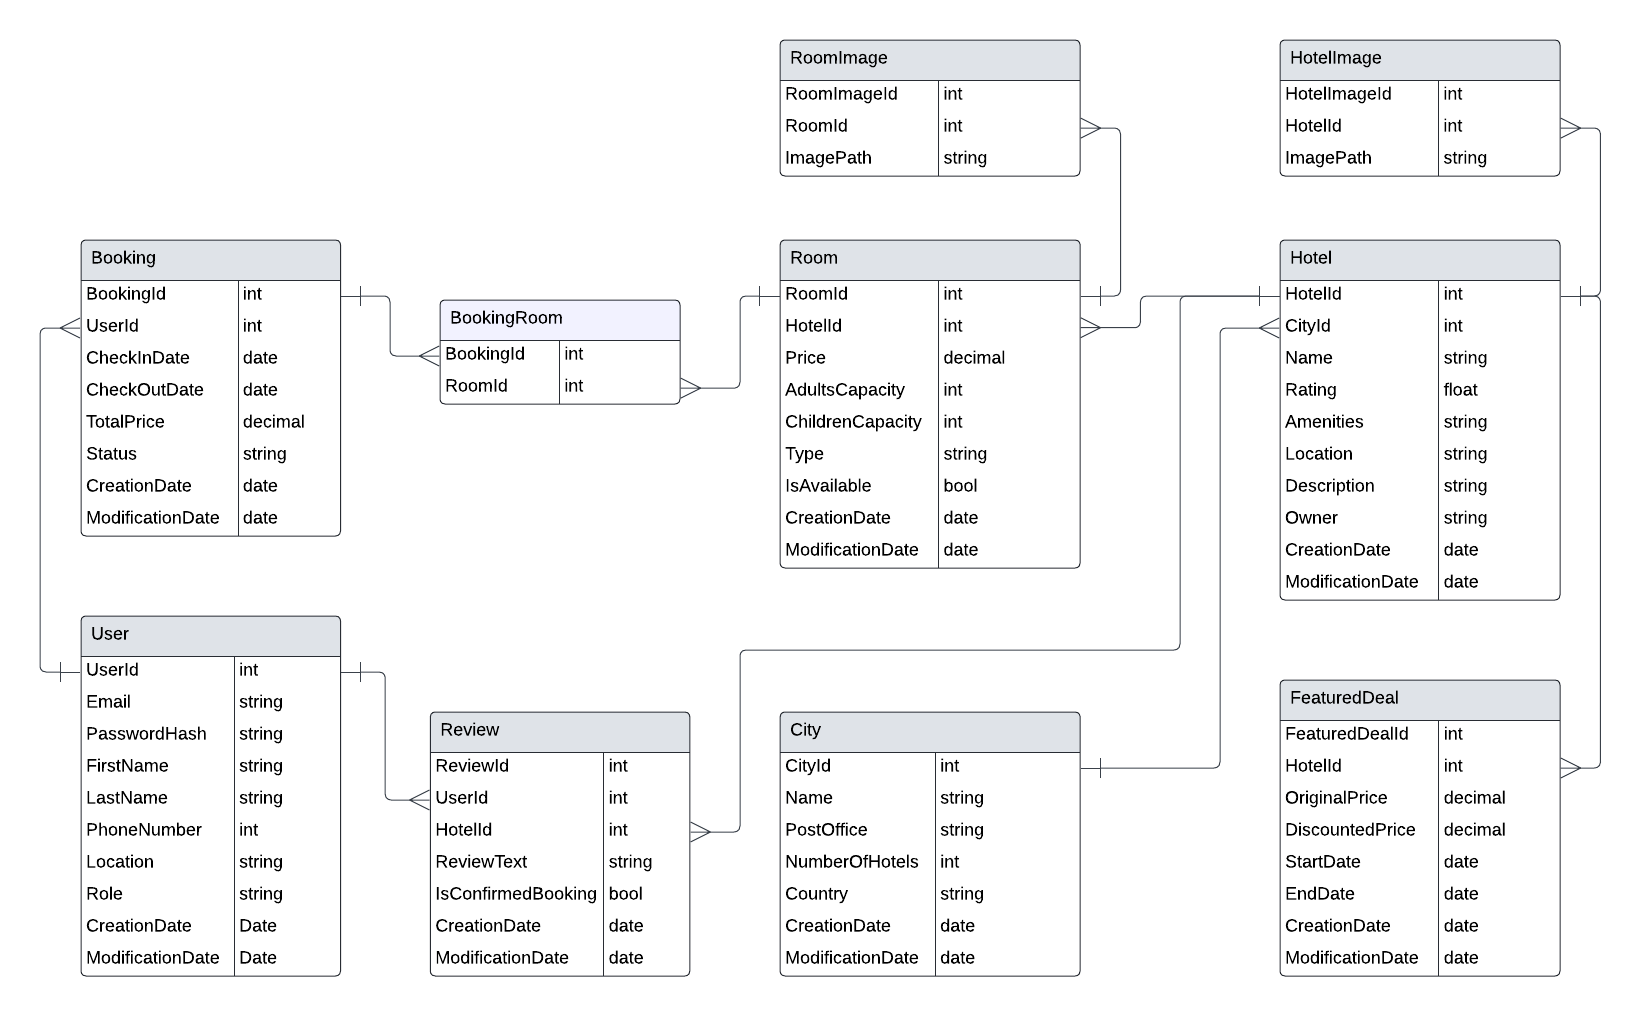 RoomImage
RoomImageId int
RoomId int
ImagePath string
HotelImage
HotelImageId int
HotelId int
ImagePath string
Booking
BookingId int
UserId int
CheckInDate date
CheckOutDate date
TotalPrice decimal
Status string
CreationDate date
ModificationDate date
BookingRoom
BookingId int
RoomId int
Room
RoomId int
HotelId int
Price decimal
AdultsCapacity int
ChildrenCapacity int
Type string
IsAvailable bool
CreationDate date
ModificationDate date
Hotel
HotelId int
CityId int
Name string
Rating float
Amenities string
Location string
Description string
Owner string
CreationDate date
ModificationDate date
User
UserId int
Email string
PasswordHash string
FirstName string
LastName string
PhoneNumber int
Location string
Role string
CreationDate Date
ModificationDate Date
Review
ReviewId int
UserId int
HotelId int
ReviewText string
IsConfirmedBooking bool
CreationDate date
ModificationDate date
City
CityId int
Name string
PostOffice string
NumberOfHotels int
Country string
CreationDate date
ModificationDate date
FeaturedDeal
FeaturedDealId int
HotelId int
OriginalPrice decimal
DiscountedPrice decimal
StartDate date
EndDate date
CreationDate date
ModificationDate date